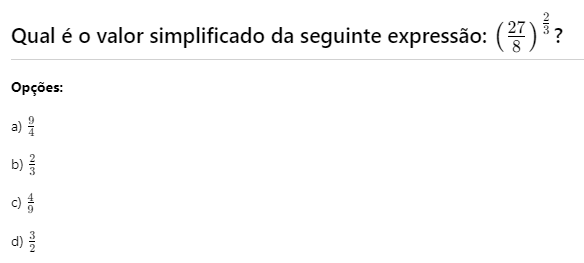 Qual é o valor simplificado da seguinte expressão: $\left(\frac{27}{8}\right)^{\frac{2}{3}}$?
Opções:
a) $\frac{9}{4}$
b) $\frac{2}{3}$
c) $\frac{4}{9}$
d) $\frac{3}{2}$